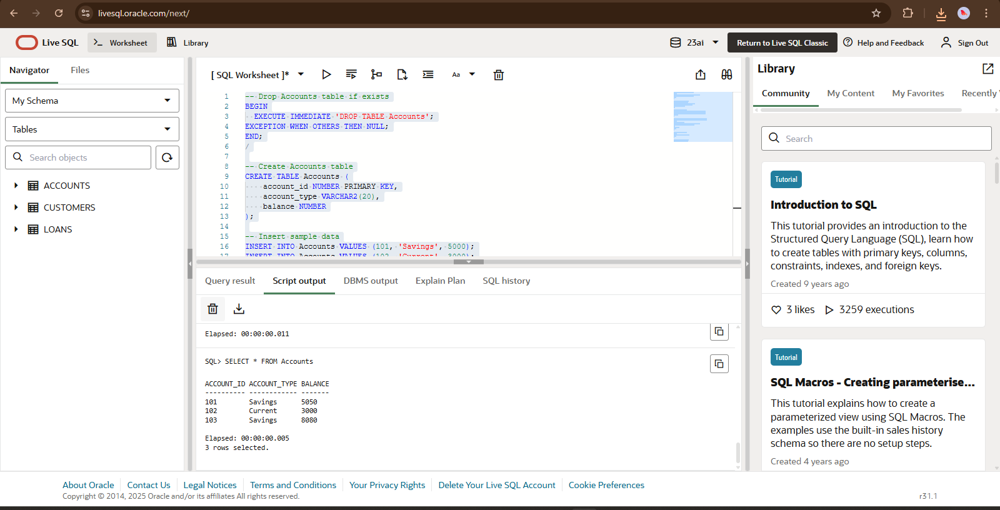 livesql.oracle.com/next/
Live SQL
Worksheet
Library
23ai
Return to Live SQL Classic
Help and Feedback
Sign Out
Navigator
Files
My Schema
Tables
Search objects
ACCOUNTS
CUSTOMERS
LOANS
[ SQL Worksheet ]*
Aa
1 -- Drop Accounts table if exists
2 BEGIN
3   EXECUTE IMMEDIATE 'DROP TABLE Accounts';
4 EXCEPTION WHEN OTHERS THEN NULL;
5 END;
6 /
7
8 -- Create Accounts table
9 CREATE TABLE Accounts (
10     account_id NUMBER PRIMARY KEY,
11     account_type VARCHAR2(20),
12     balance NUMBER
13 );
14
15 -- Insert sample data
16 INSERT INTO Accounts VALUES (101, 'Savings', 5000);
17 INSERT INTO Accounts VALUES (102, 'Current', 3000);
Query result
Script output
DBMS output
Explain Plan
SQL history
Elapsed: 00:00:00.011
SQL> SELECT * FROM Accounts
ACCOUNT_ID ACCOUNT_TYPE BALANCE
---------- ------------ -------
101        Savings      5050
102        Current      3000
103        Savings      8080
Elapsed: 00:00:00.005
3 rows selected.
Library
Community
My Content
My Favorites
Recently
Search
Tutorial
Introduction to SQL
This tutorial provides an introduction to the
Structured Query Language (SQL), learn how
to create tables with primary keys, columns,
constraints, indexes, and foreign keys.
Created 9 years ago
3 likes
3259 executions
Tutorial
SQL Macros - Creating parameterise...
This tutorial explains how to create a
parameterized view using SQL Macros. The
examples use the built-in sales history
schema so there are no setup steps.
Created 4 years ago
About Oracle
Contact Us
Legal Notices
Terms and Conditions
Your Privacy Rights
Delete Your Live SQL Account
Cookie Preferences
Copyright © 2014, 2025 Oracle and/or its affiliates All rights reserved.
r31.1